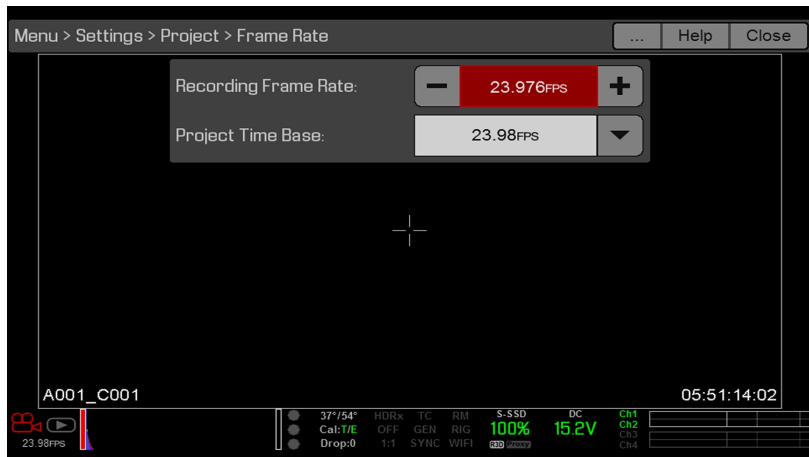 Menu > Settings > Project > Frame Rate ... Help Close
Recording Frame Rate: 23.976FPS
Project Time Base: 23.98FPS
A001_C001 05:51:14:02
37°/54° HDRx TC RM S-SSD DC Ch1
Cal:T/E OFF GEN RIG 100% 15.2V Ch2
23.98FPS Drop:0 1:1 SYNC WIFI R3D Proxy Ch3
Ch4